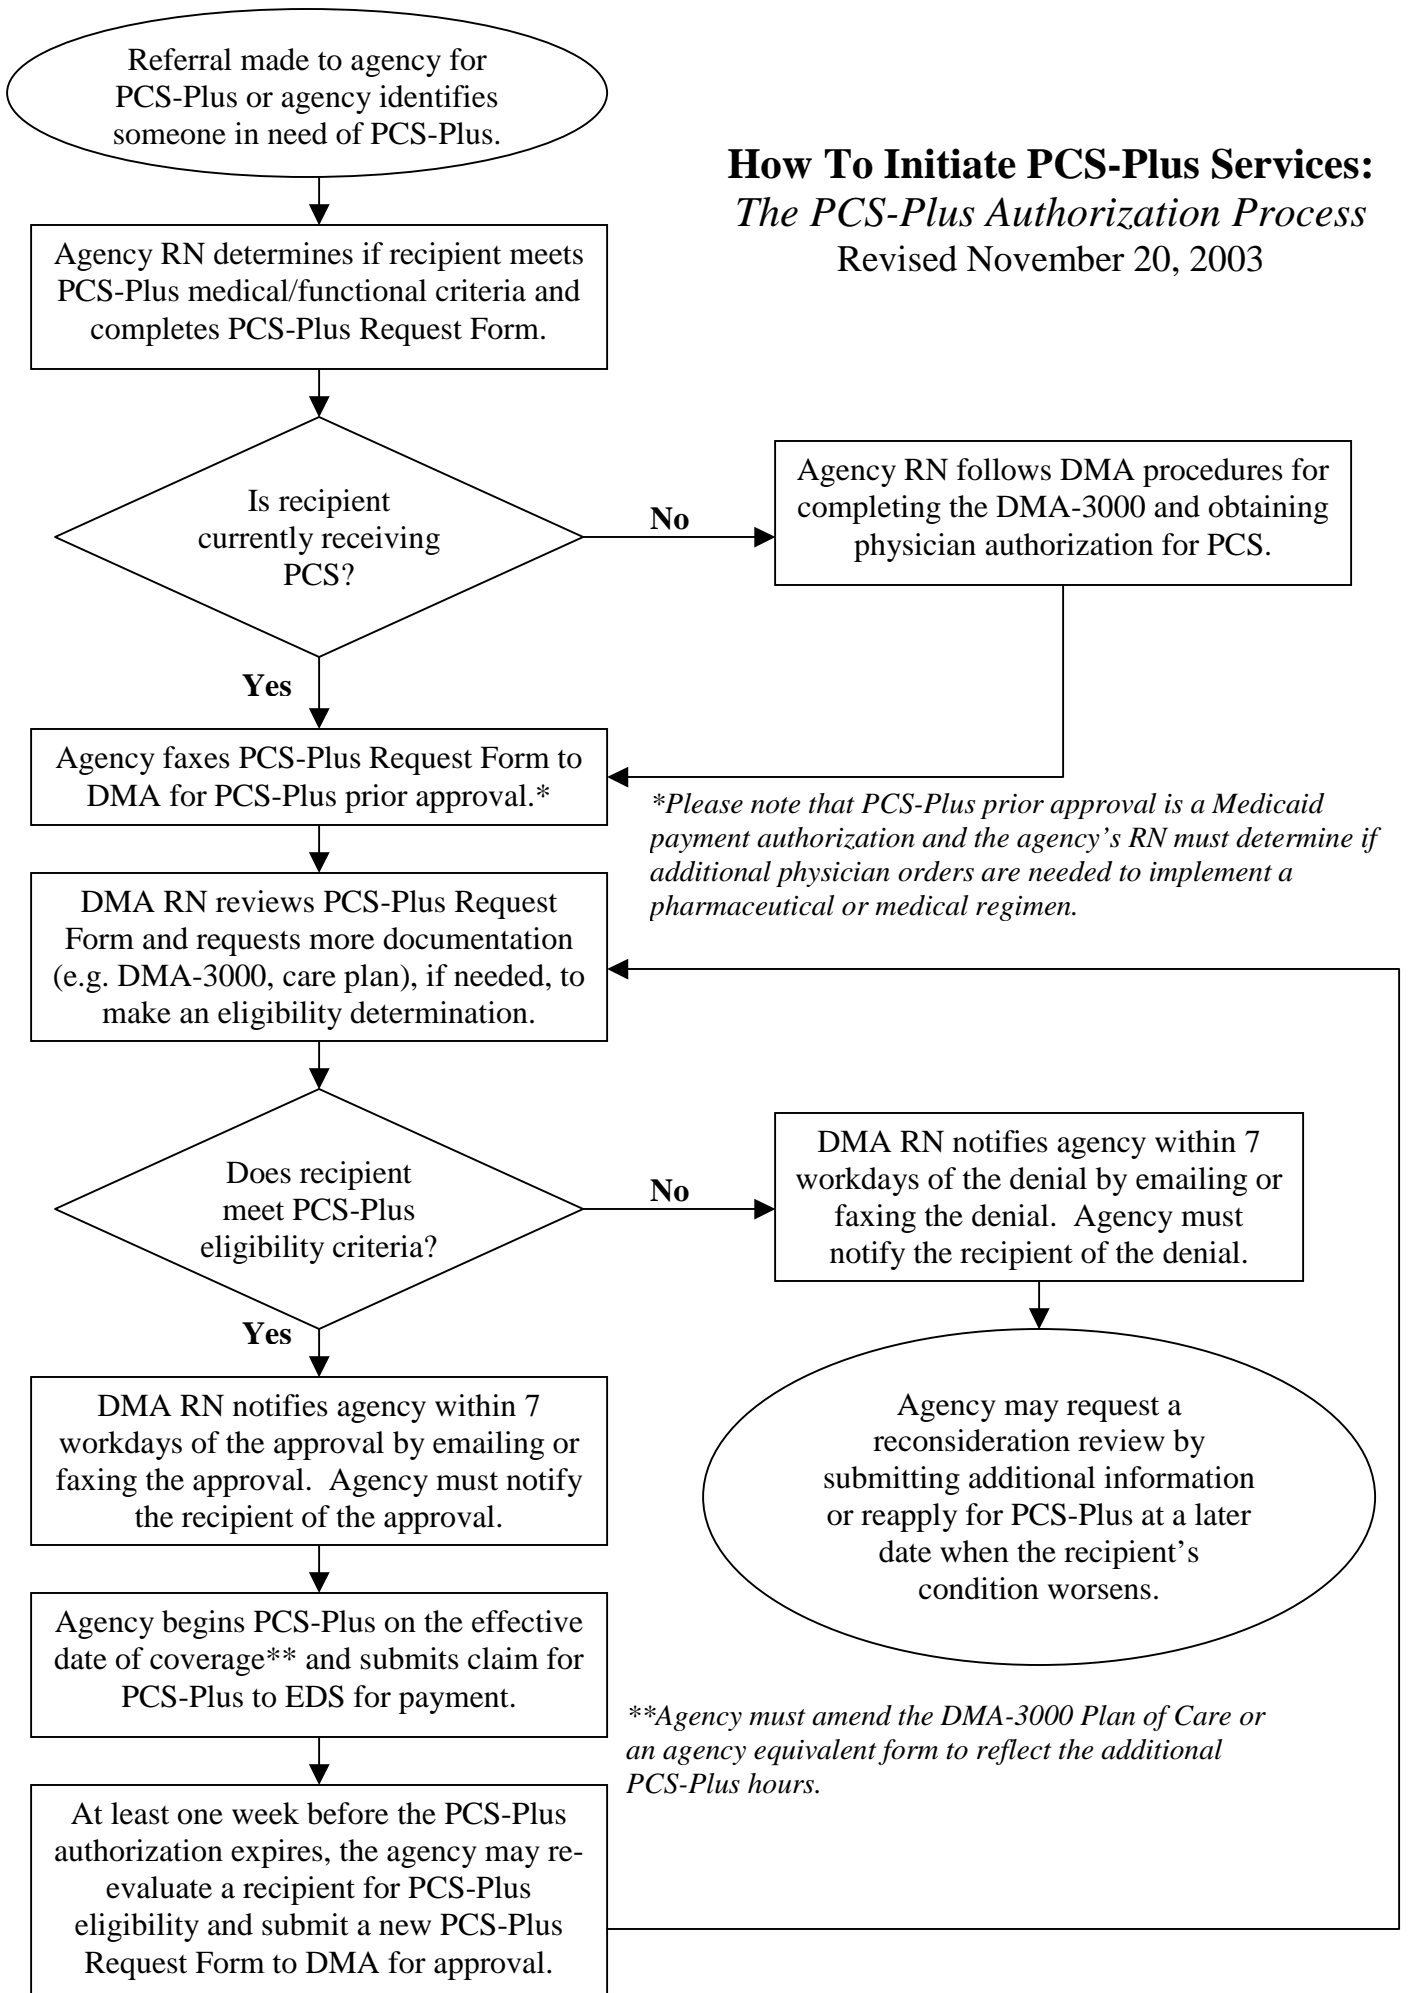 Referral made to agency for
PCS-Plus or agency identifies
someone in need of PCS-Plus.
How To Initiate PCS-Plus Services:
The PCS-Plus Authorization Process
Revised November 20, 2003
Agency RN determines if recipient meets
PCS-Plus medical/functional criteria and
completes PCS-Plus Request Form.
Is recipient
currently receiving
PCS?
No
Agency RN follows DMA procedures for
completing the DMA-3000 and obtaining
physician authorization for PCS.
Yes
Agency faxes PCS-Plus Request Form to
DMA for PCS-Plus prior approval.*
*Please note that PCS-Plus prior approval is a Medicaid
payment authorization and the agency’s RN must determine if
additional physician orders are needed to implement a
pharmaceutical or medical regimen.
DMA RN reviews PCS-Plus Request
Form and requests more documentation
(e.g. DMA-3000, care plan), if needed, to
make an eligibility determination.
Does recipient
meet PCS-Plus
eligibility criteria?
No
DMA RN notifies agency within 7
workdays of the denial by emailing or
faxing the denial.  Agency must
notify the recipient of the denial.
Yes
DMA RN notifies agency within 7
workdays of the approval by emailing or
faxing the approval.  Agency must notify
the recipient of the approval.
Agency may request a
reconsideration review by
submitting additional information
or reapply for PCS-Plus at a later
date when the recipient’s
condition worsens.
Agency begins PCS-Plus on the effective
date of coverage** and submits claim for
PCS-Plus to EDS for payment.
**Agency must amend the DMA-3000 Plan of Care or
an agency equivalent form to reflect the additional
PCS-Plus hours.
At least one week before the PCS-Plus
authorization expires, the agency may re-
evaluate a recipient for PCS-Plus
eligibility and submit a new PCS-Plus
Request Form to DMA for approval.